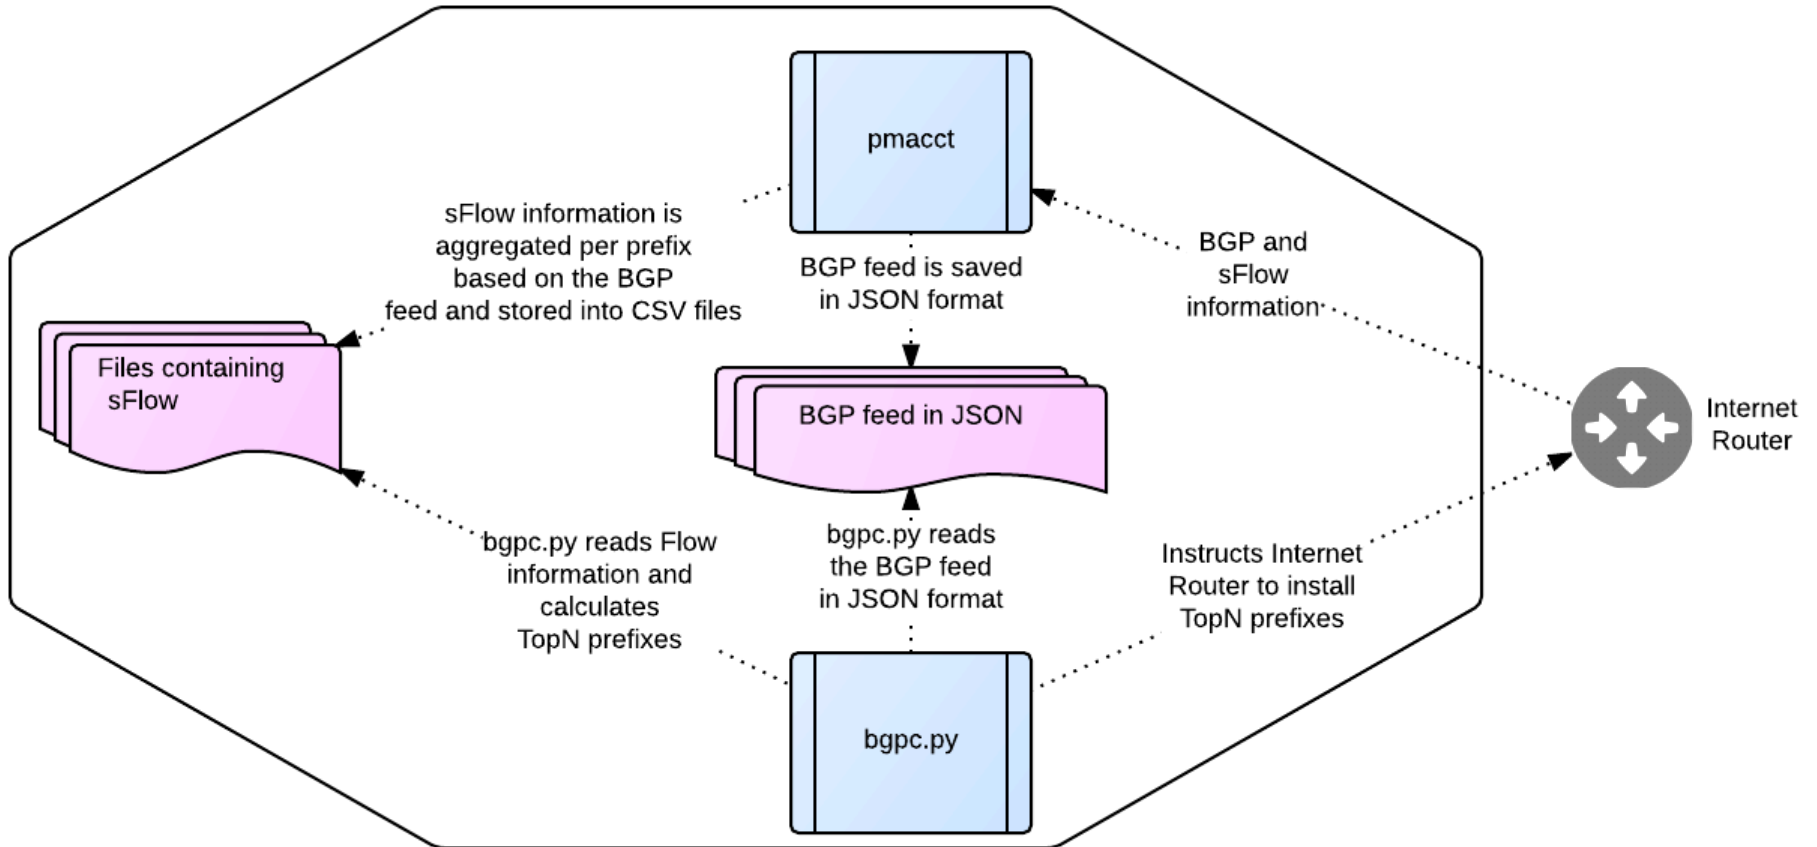 pmacct
sFlow information is
aggregated per prefix
based on the BGP
feed and stored into CSV files
BGP feed is saved
in JSON format
BGP and
sFlow
information
Files containing
sFlow
BGP feed in JSON
Internet
Router
bgpc.py reads Flow
information and
calculates
TopN prefixes
bgpc.py reads
the BGP feed
in JSON format
Instructs Internet
Router to install
TopN prefixes
bgpc.py